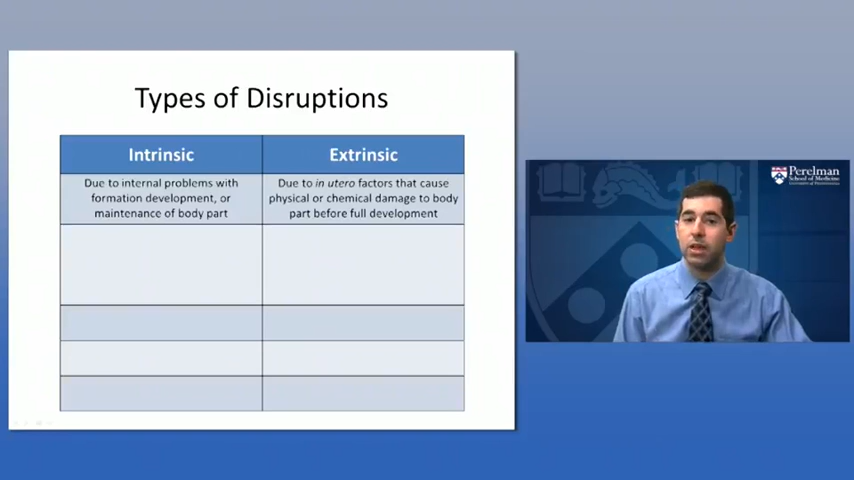 Types of Disruptions
Intrinsic
Extrinsic
Due to internal problems with
formation development, or
maintenance of body part
Due to in utero factors that cause
physical or chemical damage to body
part before full development
Perelman
School of Medicine